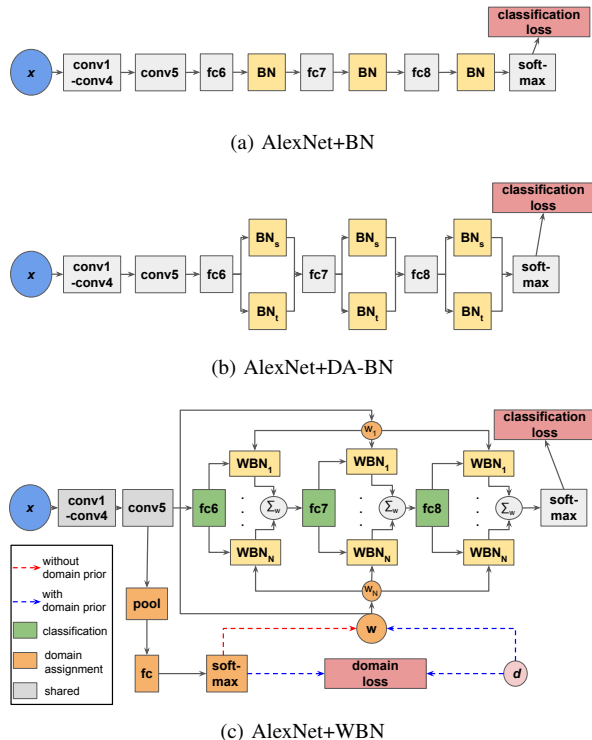 classification
loss
x
conv1
-conv4
conv5
fc6
BN
fc7
BN
fc8
BN
soft-
max
(a) AlexNet+BN
classification
loss
x
conv1
-conv4
conv5
fc6
BNs
BNt
fc7
BNs
BNt
fc8
BNs
BNt
soft-
max
(b) AlexNet+DA-BN
classification
loss
w1
x
conv1
-conv4
conv5
fc6
WBN1
WBNN
Σw
fc7
WBN1
WBNN
Σw
fc8
WBN1
WBNN
Σw
soft-
max
wN
w
pool
fc
soft-
max
domain
loss
d
without
domain prior
with
domain prior
classification
domain
assignment
shared
(c) AlexNet+WBN